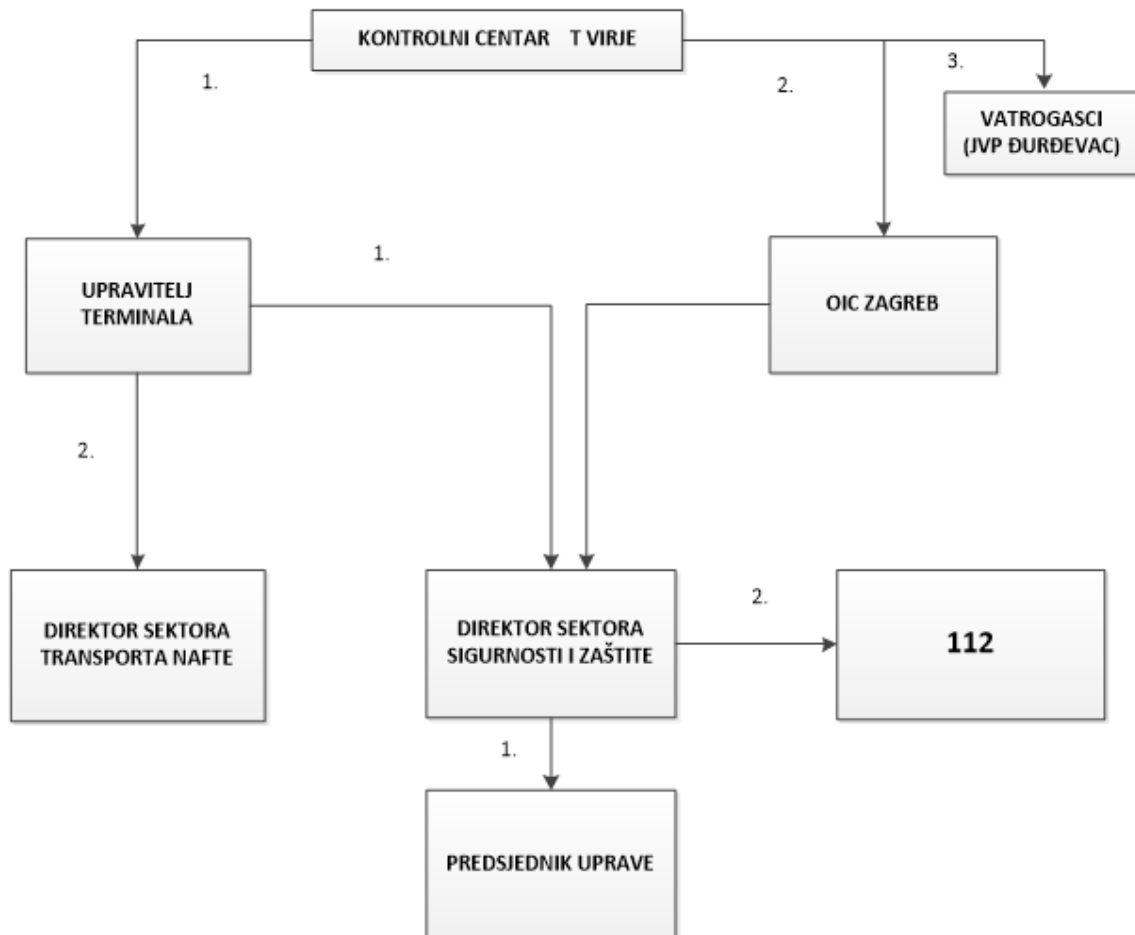 KONTROLNI CENTAR T VIRJE
1.
2.
3.
VATROGASCI
(JVP ĐURĐEVAC)
UPRAVITELJ
TERMINALA
1.
OIC ZAGREB
2.
DIREKTOR SEKTORA
TRANSPORTA NAFTE
DIREKTOR SEKTORA
SIGURNOSTI I ZAŠTITE
2.
112
1.
PREDSJEDNIK UPRAVE